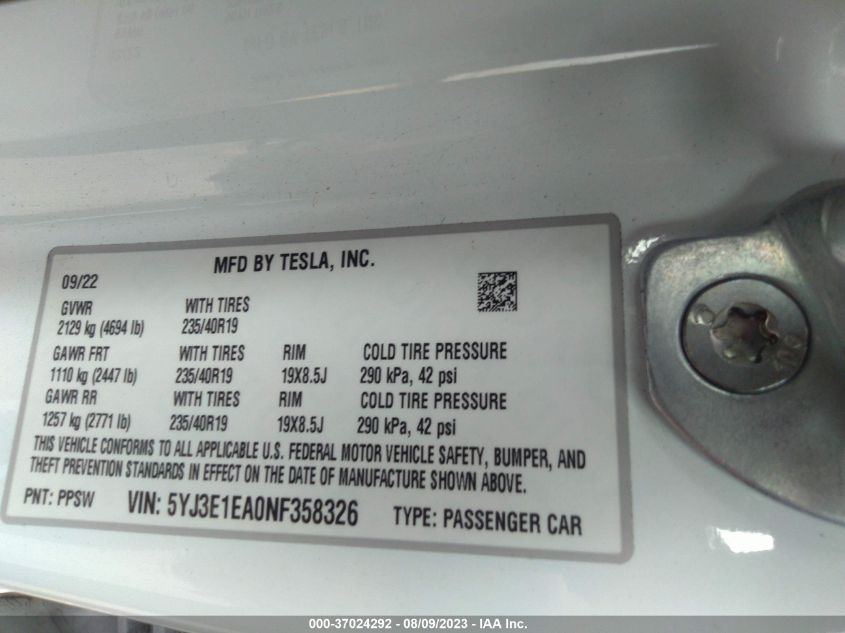 MFD BY TESLA, INC.
09/22
GVWR WITH TIRES
2129 kg (4694 lb) 235/40R19
GAWR FRT WITH TIRES RIM COLD TIRE PRESSURE
1110 kg (2447 lb) 235/40R19 19X8.5J 290 kPa, 42 psi
GAWR RR WITH TIRES RIM COLD TIRE PRESSURE
1257 kg (2771 lb) 235/40R19 19X8.5J 290 kPa, 42 psi
THIS VEHICLE CONFORMS TO ALL APPLICABLE U.S. FEDERAL MOTOR VEHICLE SAFETY, BUMPER, AND
THEFT PREVENTION STANDARDS IN EFFECT ON THE DATE OF MANUFACTURE SHOWN ABOVE.
PNT: PPSW VIN: 5YJ3E1EA0NF358326 TYPE: PASSENGER CAR
000-37024292 - 08/09/2023 - IAA Inc.